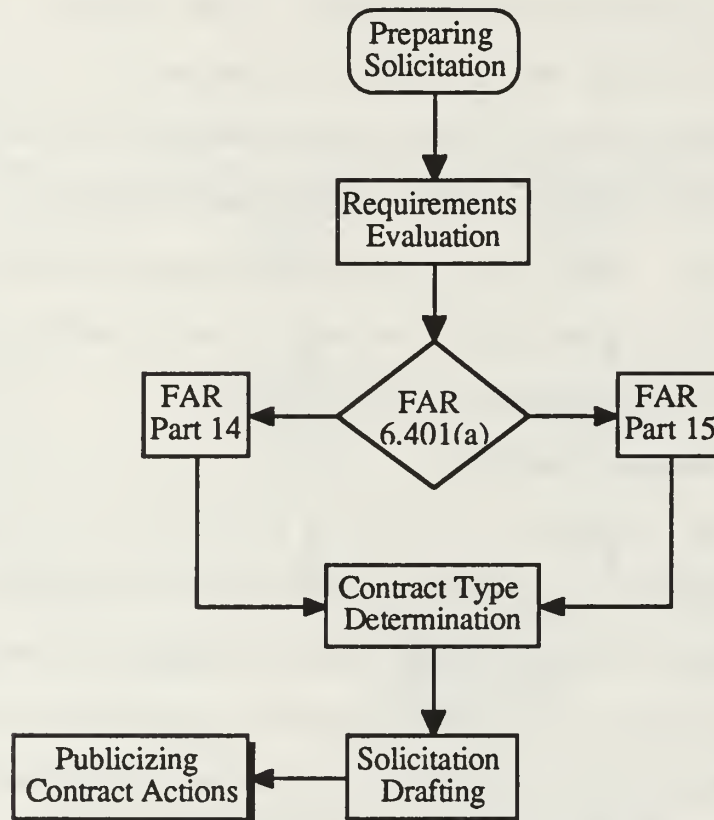 Preparing
Solicitation
Requirements
Evaluation
FAR
Part 14
FAR
6.401(a)
FAR
Part 15
Contract Type
Determination
Publicizing
Contract Actions
Solicitation
Drafting